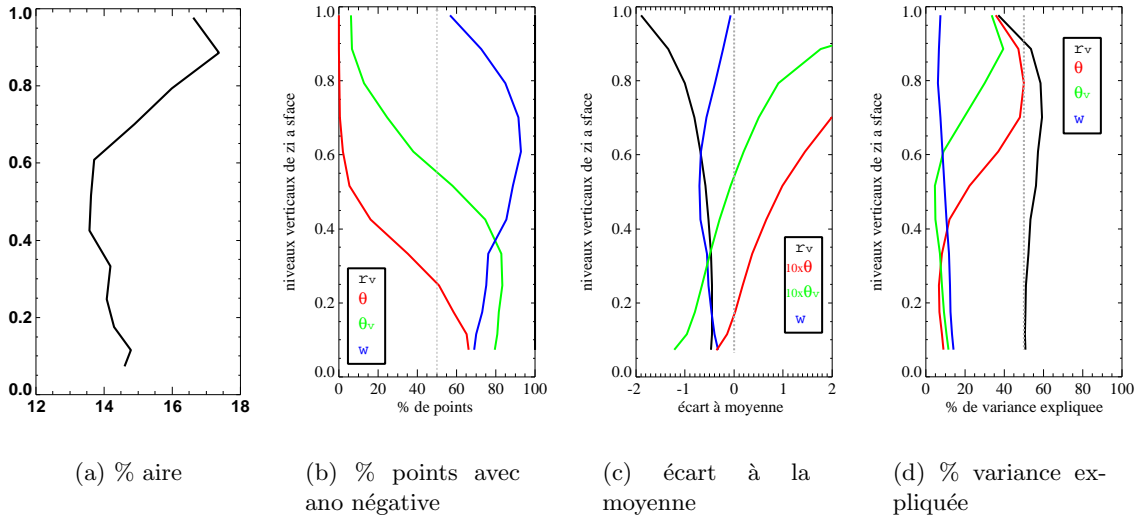 1.0
0.8
0.6
0.4
0.2
0.0
12 14 16 18
niveaux verticaux de zi a sface
1.0
0.8
0.6
0.4
0.2
0.0
rv
θ
θv
w
0 20 40 60 80 100
% de points
niveaux verticaux de zi a sface
1.0
0.8
0.6
0.4
0.2
0.0
rv
10xθ
10xθv
w
-2 -1 0 1 2
écart à moyenne
niveaux verticaux de zi a sface
1.0
0.8
0.6
0.4
0.2
0.0
rv
θ
θv
w
0 20 40 60 80 100
% de variance expliquee
(a) % aire
(b) % points avec
ano négative
(c) écart à la
moyenne
(d) % variance ex-
pliquée